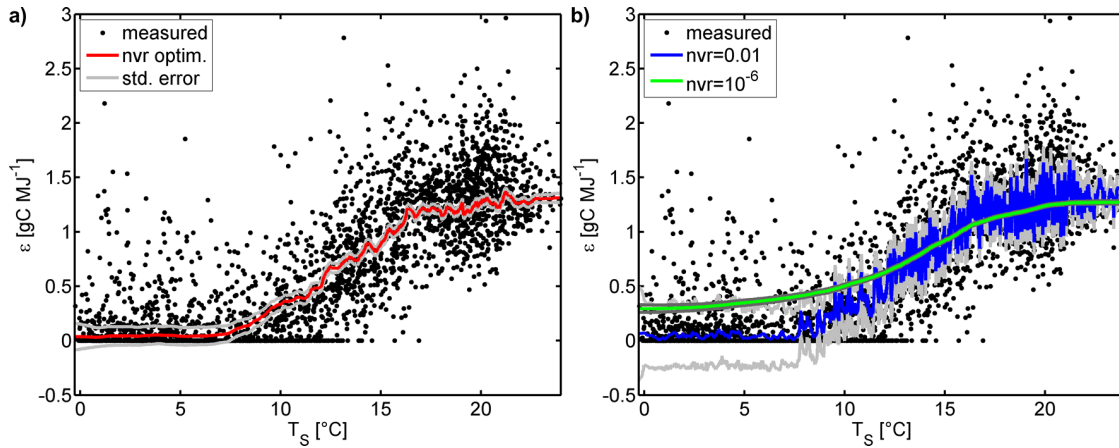 a)
measured
nvr optim.
std. error
3
2.5
2
1.5
1
0.5
0
-0.5
ε [gC MJ⁻¹]
0 5 10 15 20
T_S [°C]
b)
measured
nvr=0.01
nvr=10⁻⁶
3
2.5
2
1.5
1
0.5
0
-0.5
ε [gC MJ⁻¹]
0 5 10 15 20
T_S [°C]